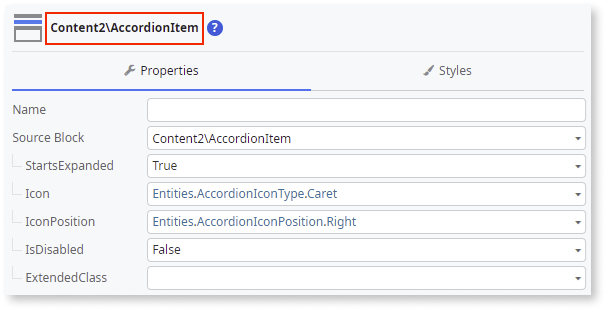 Content2\AccordionItem ?
Properties Styles
Name
Source Block Content2\AccordionItem
StartsExpanded True
Icon Entities.AccordionIconType.Caret
IconPosition Entities.AccordionIconPosition.Right
IsDisabled False
ExtendedClass